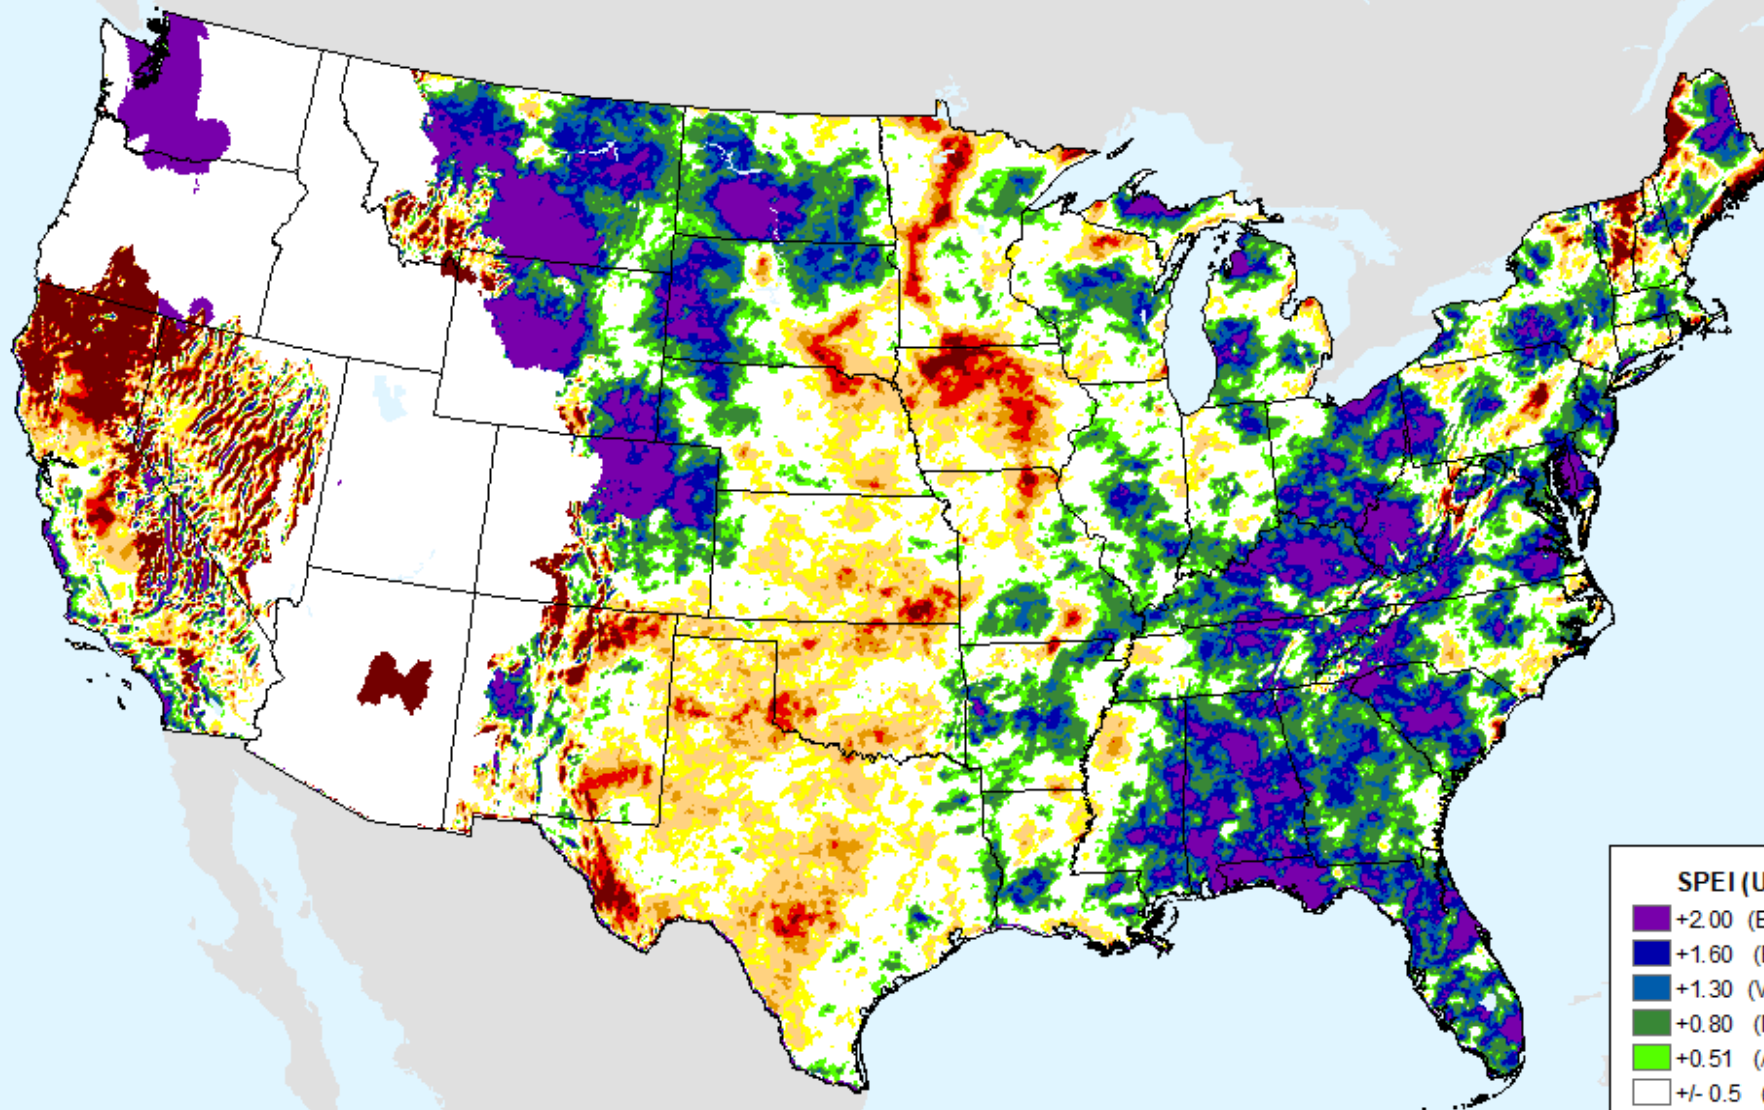 SPEI (U
+2.00 (E
+1.60 (
+1.30 (V
+0.80 (
+0.51 (
+/- 0.5 (